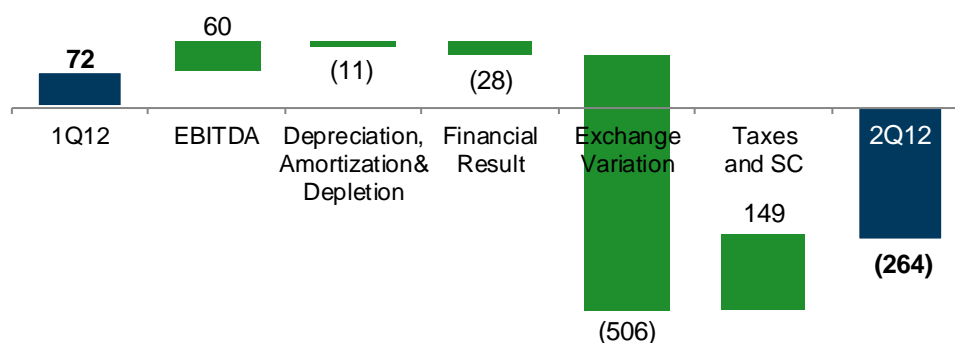 60
72
(11)
(28)
1Q12
EBITDA
Depreciation,
Amortization&
Depletion
Financial
Result
Exchange
Variation
Taxes
and SC
2Q12
149
(264)
(506)